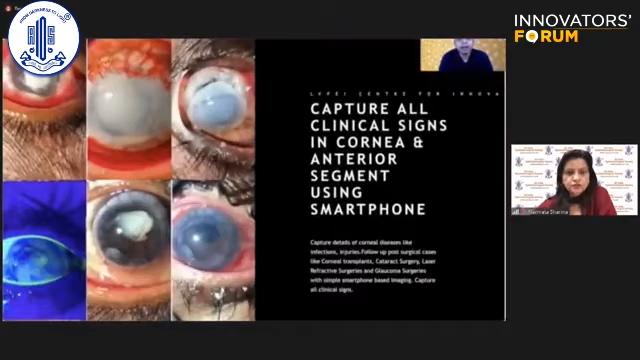 INNOVATORS'
FORUM
CAPTURE ALL
CLINICAL SIGNS
IN CORNEA &
ANTERIOR
SEGMENT
USING
SMARTPHONE
Capture details of corneal diseases like
infections, injuries.Follow up post surgical cases
like Corneal transplants, Cataract Surgery, Laser
Refractive Surgeries and Glaucoma Surgeries
with simple smartphone based imaging. Capture
all clinical signs.
Sharma